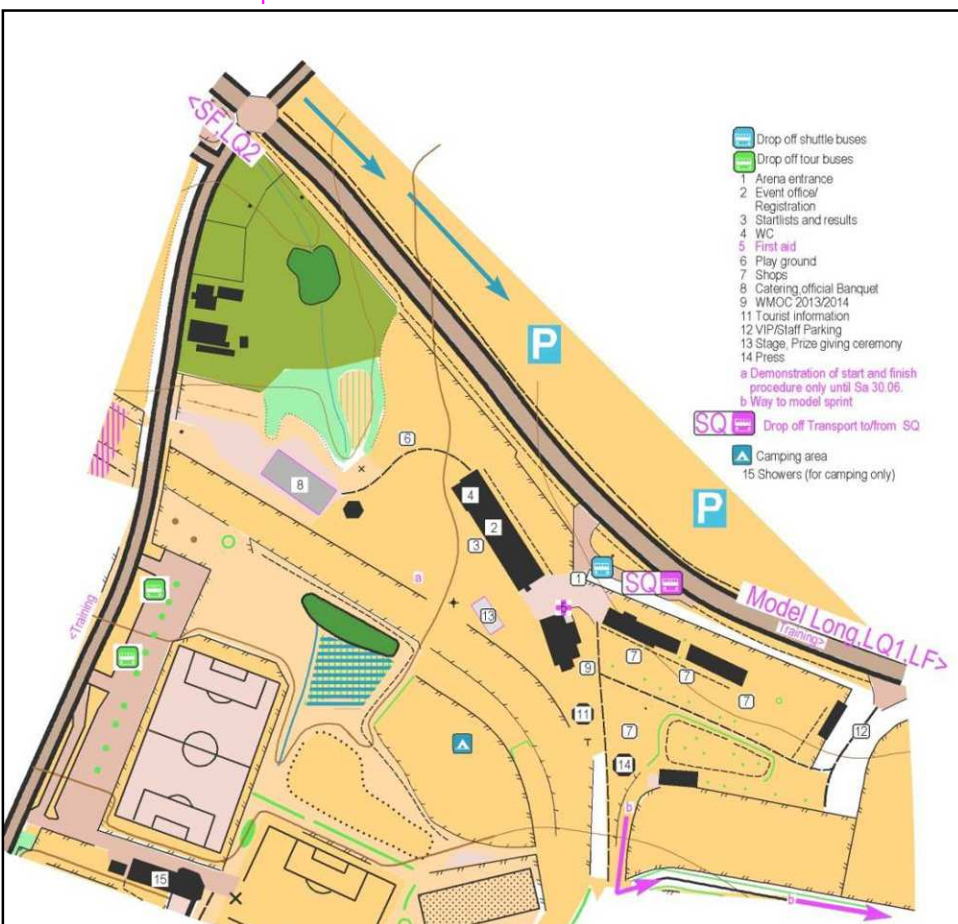 <SF,LQ2
Drop off shuttle buses
Drop off tour buses
1 Arena entrance
2 Event office/
Registration
3 Startlists and results
4 WC
5 First aid
6 Play ground
7 Shops
8 Catering,official Banquet
9 WMOC 2013/2014
11 Tourist information
12 VIP/Staff Parking
13 Stage, Prize giving ceremony
14 Press
a Demonstration of start and finish
procedure only until Sa 30.06.
b Way to model sprint
SQ Drop off Transport to/from SQ
Camping area
15 Showers (for camping only)
P
P
6
8
4
2
3
1
SQ
a
13
5
Model Long,LQ1,LF>
Training>
<Training
7
9
7
7
11
7
12
14
b
15
b